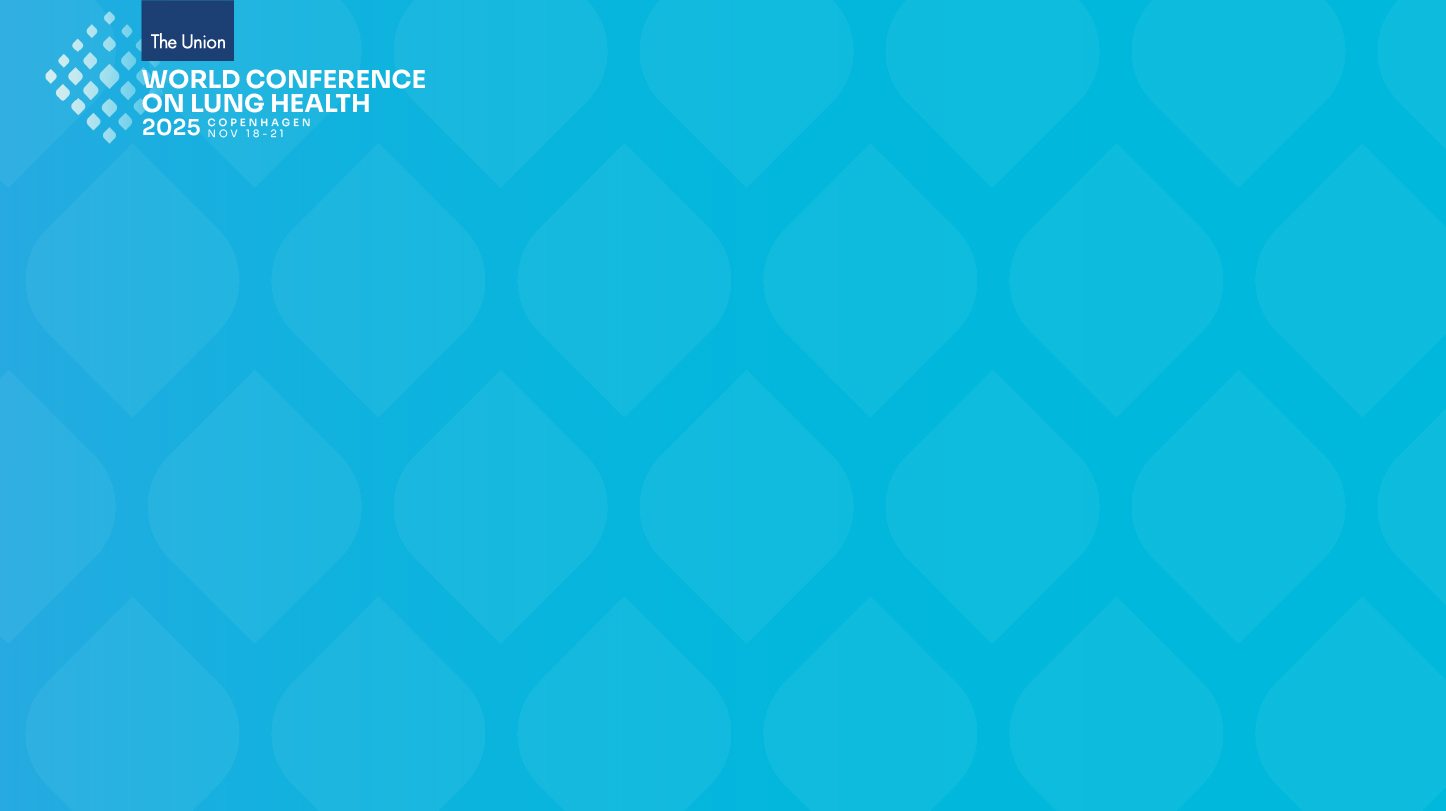 The Union
WORLD CONFERENCE
ON LUNG HEALTH
2025 COPENHAGEN
NOV 18-21